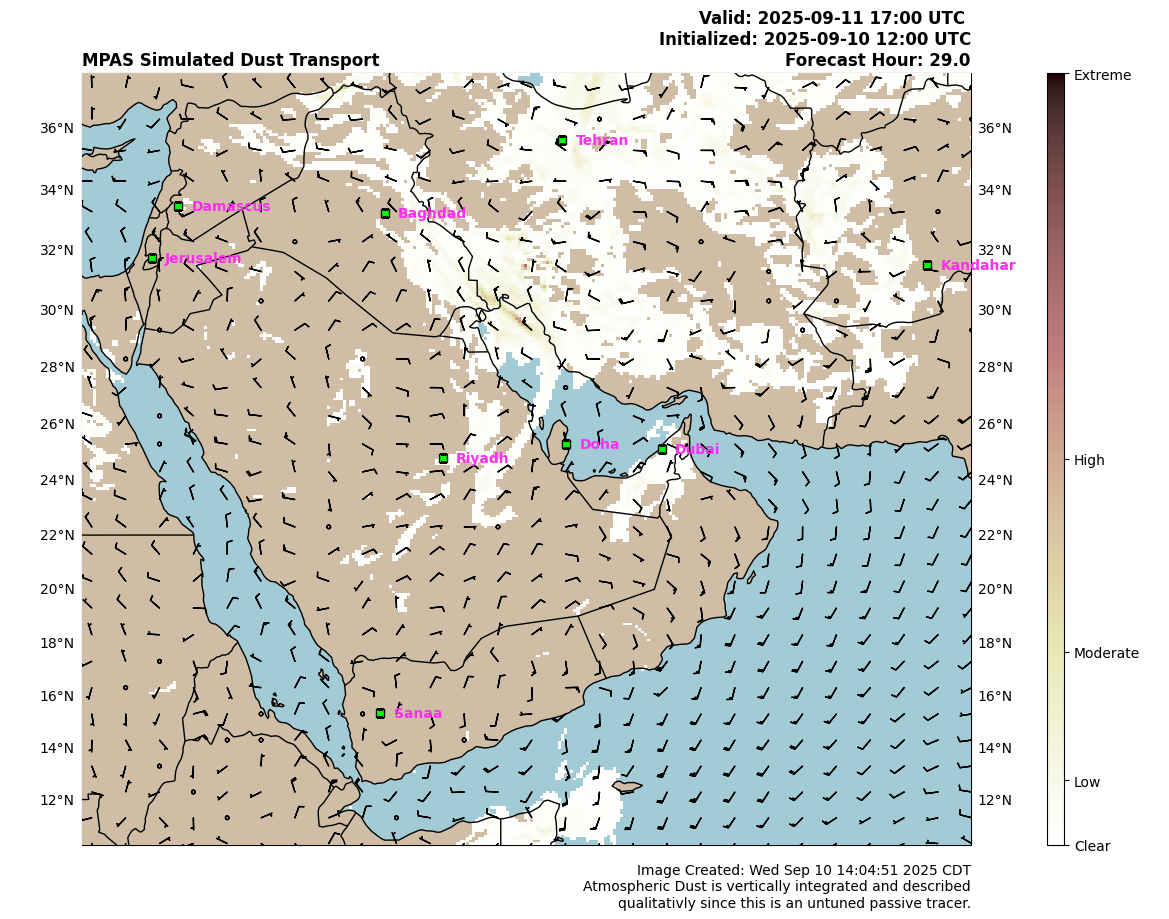 Valid: 2025-09-11 17:00 UTC
Initialized: 2025-09-10 12:00 UTC
MPAS Simulated Dust Transport
Forecast Hour: 29.0
Extreme
High
Moderate
Low
Clear
36°N
36°N
34°N
34°N
32°N
32°N
30°N
30°N
28°N
28°N
26°N
26°N
24°N
24°N
22°N
22°N
20°N
20°N
18°N
18°N
16°N
16°N
14°N
14°N
12°N
12°N
Tehran
Damascus
Baghdad
Jerusalem
Kandahar
Doha
Dubai
Riyadh
Sanaa
Image Created: Wed Sep 10 14:04:51 2025 CDT
Atmospheric Dust is vertically integrated and described
qualitativly since this is an untuned passive tracer.